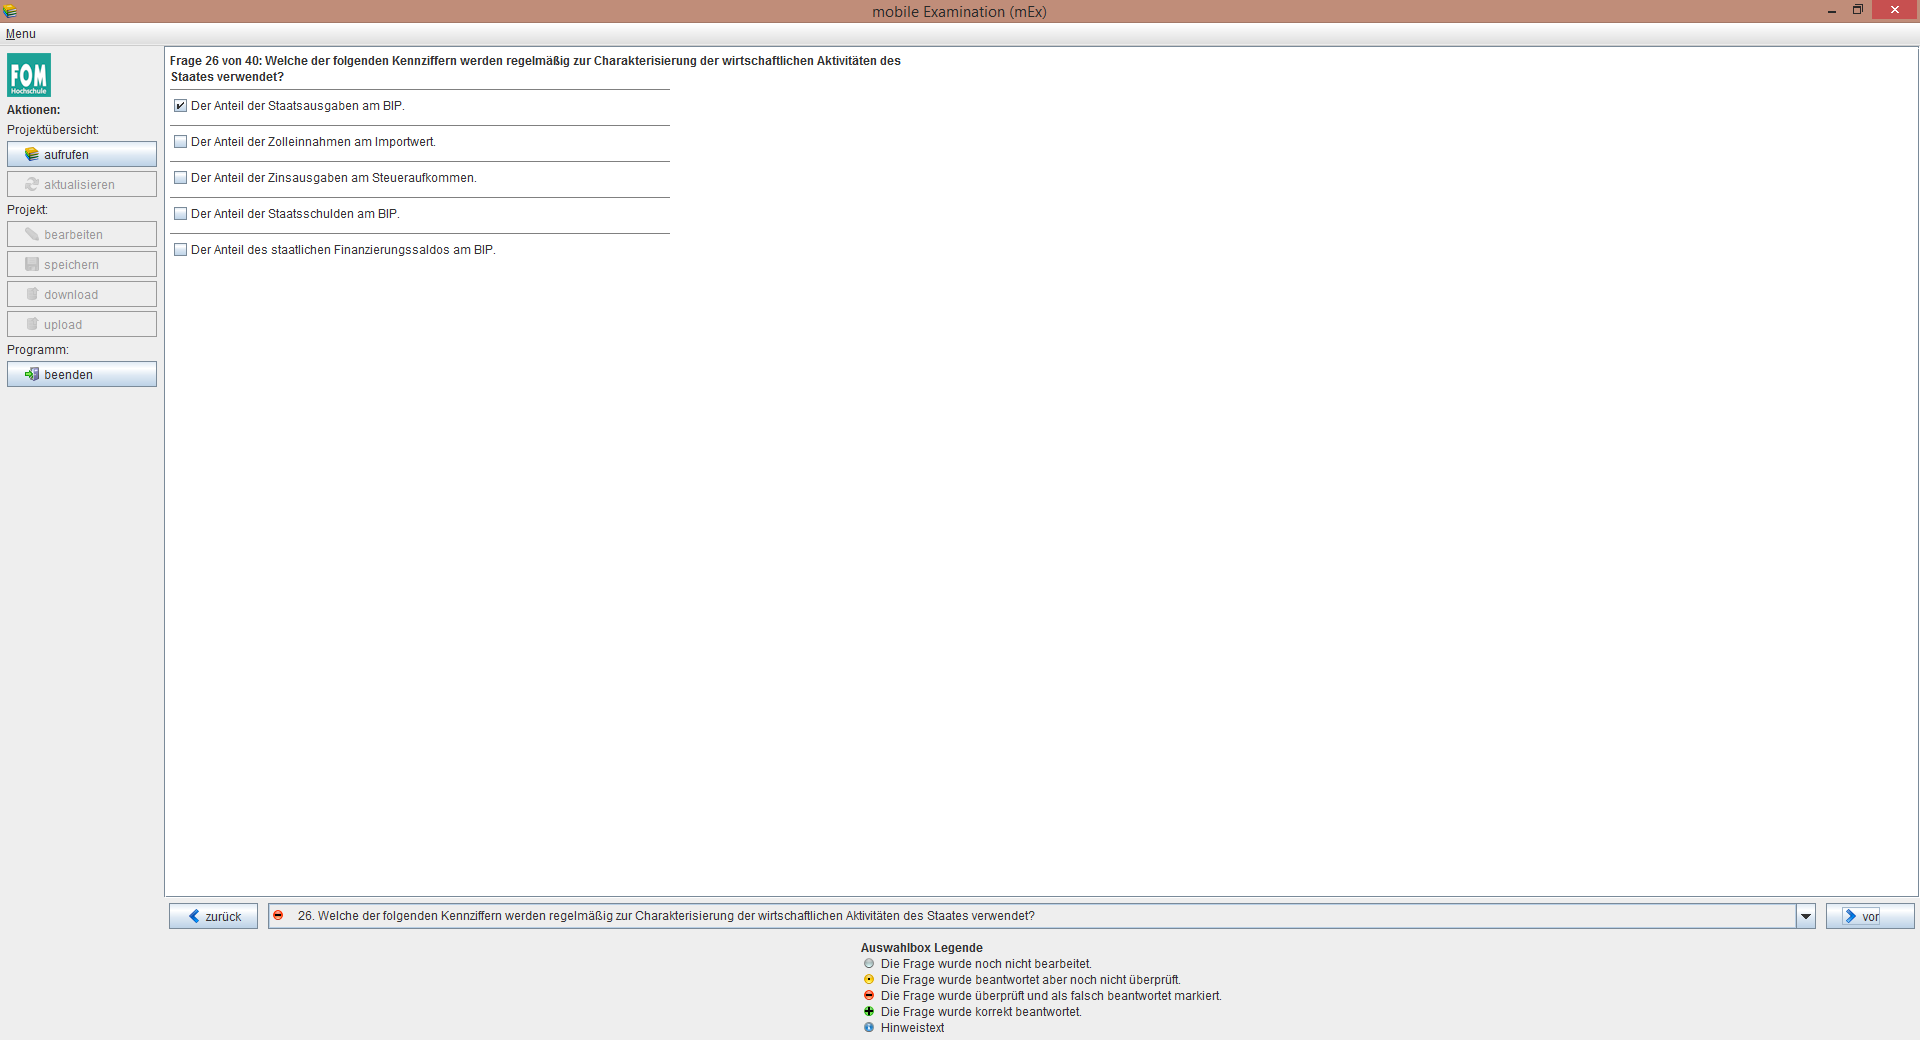 mobile Examination (mEx)
Menu
FOM
Hochschule
Aktionen:
Projektübersicht:
aufrufen
aktualisieren
Projekt:
bearbeiten
speichern
download
upload
Programm:
beenden
Frage 26 von 40: Welche der folgenden Kennziffern werden regelmäßig zur Charakterisierung der wirtschaftlichen Aktivitäten des
Staates verwendet?
Der Anteil der Staatsausgaben am BIP.
Der Anteil der Zolleinnahmen am Importwert.
Der Anteil der Zinsausgaben am Steueraufkommen.
Der Anteil der Staatsschulden am BIP.
Der Anteil des staatlichen Finanzierungssaldos am BIP.
zurück
26. Welche der folgenden Kennziffern werden regelmäßig zur Charakterisierung der wirtschaftlichen Aktivitäten des Staates verwendet?
vor
Auswahlbox Legende
Die Frage wurde noch nicht bearbeitet.
Die Frage wurde beantwortet aber noch nicht überprüft.
Die Frage wurde überprüft und als falsch beantwortet markiert.
Die Frage wurde korrekt beantwortet.
Hinweistext